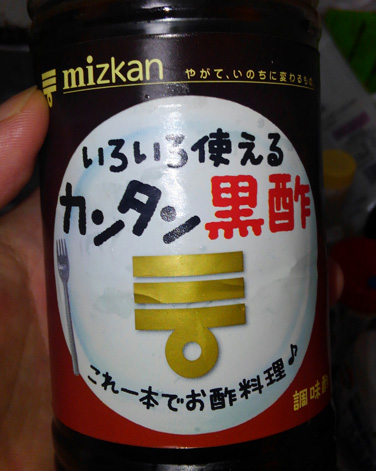 mizkan やがて、いのちに変わるもの。
いろいろ使える
カンタン黒酢
これ一本でお酢料理♪
調味酢